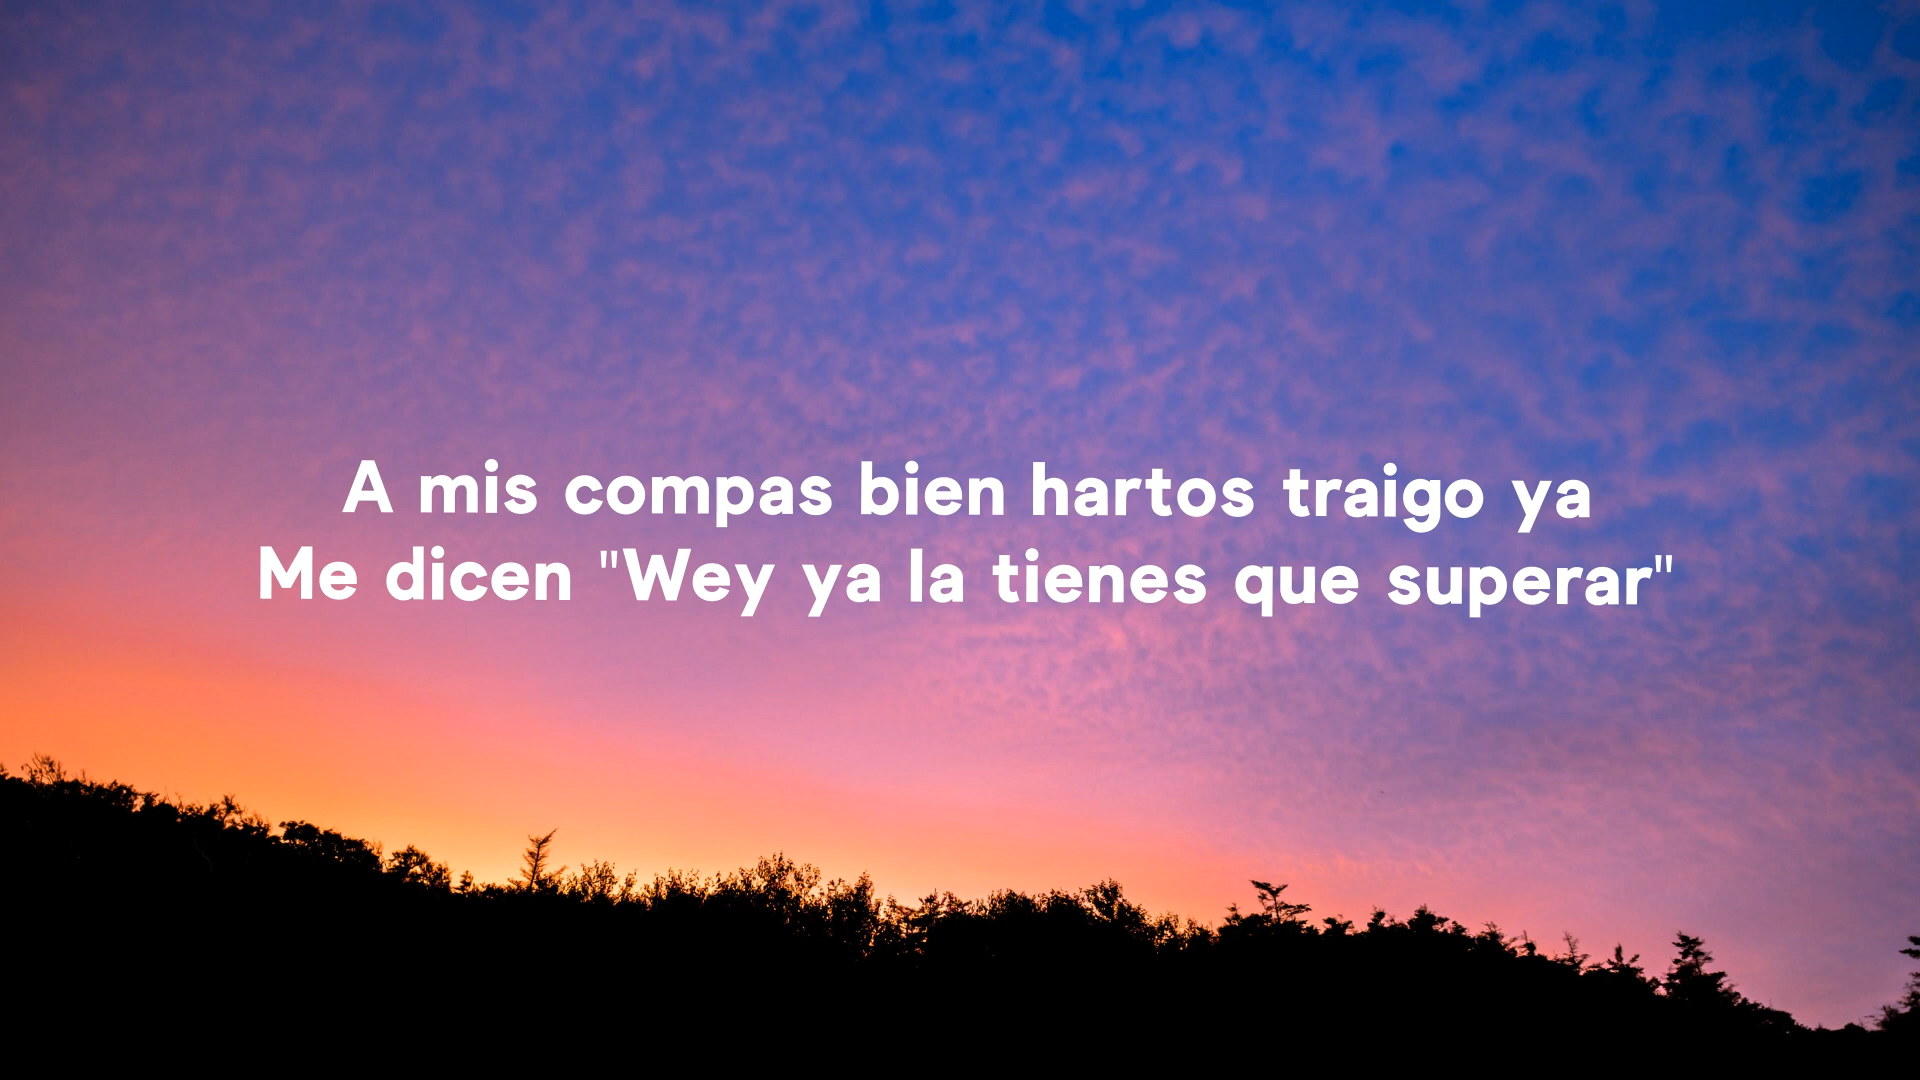 A mis compas bien hartos traigo ya
Me dicen "Wey ya la tienes que superar"